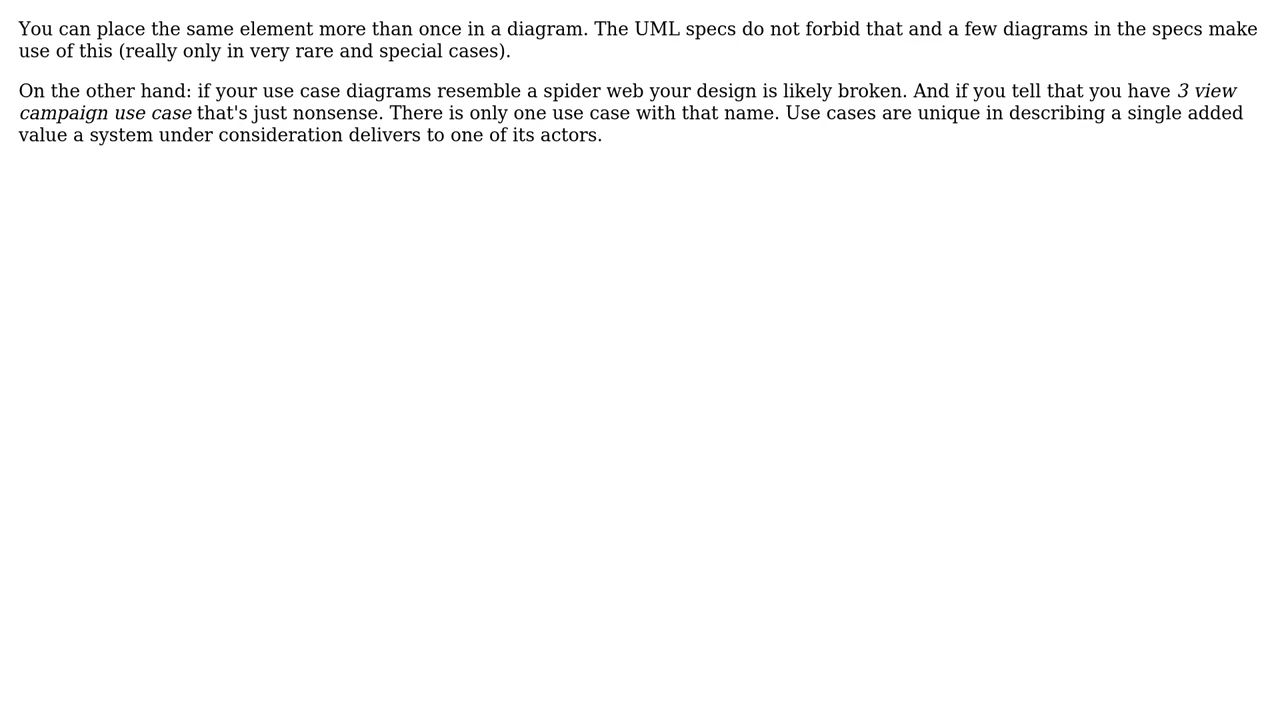 You can place the same element more than once in a diagram. The UML specs do not forbid that and a few diagrams in the specs make
use of this (really only in very rare and special cases).
On the other hand: if your use case diagrams resemble a spider web your design is likely broken. And if you tell that you have 3 view
campaign use case that's just nonsense. There is only one use case with that name. Use cases are unique in describing a single added
value a system under consideration delivers to one of its actors.